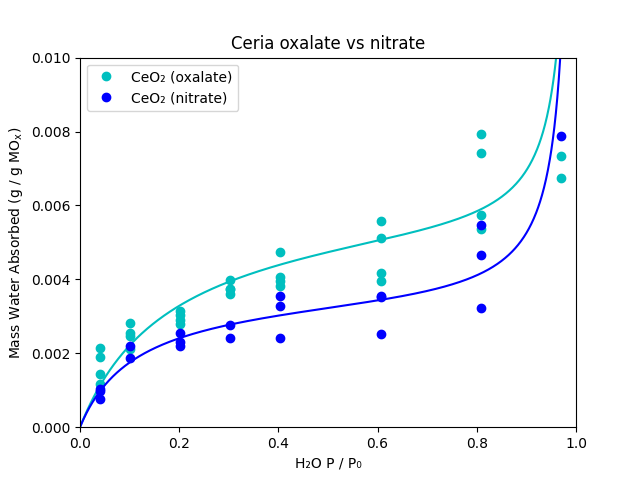 Ceria oxalate vs nitrate
CeO₂ (oxalate)
CeO₂ (nitrate)
Mass Water Absorbed (g / g MOₓ)
0.010
0.008
0.006
0.004
0.002
0.000
0.0 0.2 0.4 0.6 0.8 1.0
H₂O P / P₀